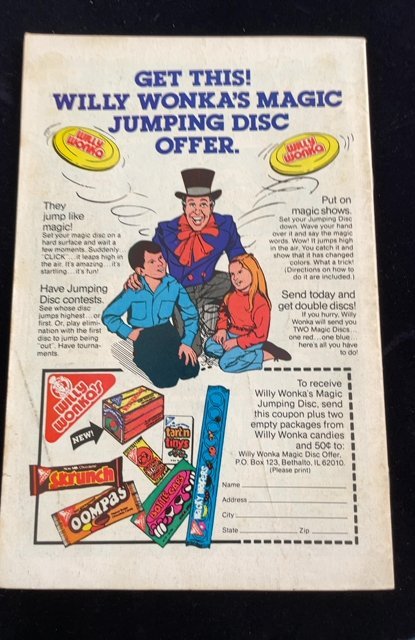 GET THIS!
WILLY WONKA'S MAGIC
JUMPING DISC
OFFER.
WILLY
WONKA
WILLY
WONKA
They
jump like
magic!
Set your magic disc on a
hard surface and wait a
few moments. Suddenly...
"CLICK"...it leaps high in
the air. It's amazing...it's
startling...it's fun!
Have Jumping
Disc contests.
See whose disc
jumps highest...or
first. Or, play elimi-
nation with the first
disc to jump being
"out". Have tourna-
ments.
Put on
magic shows.
Set your Jumping Disc
down. Wave your hand
over it and say the magic
words. Wow! It jumps high
in the air. You catch it and
show that it has changed
colors. What a trick!
(Directions on how to
do it are included.)
Send today and
get double discs!
If you hurry, Willy
Wonka will send you
TWO Magic Discs...
one red...one blue...
here's all you have
to do!
WILLY
WONKA'S
NEW!
tart'n
tinys
SKRUNCH
OOMPAS
WACKY WAFERS
To receive
Willy Wonka's Magic
Jumping Disc, send
this coupon plus two
empty packages from
Willy Wonka candies
and 50¢ to:
Willy Wonka Magic Disc Offer,
P.O. Box 123, Bethalto, IL 62010.
(Please print)
Name
Address
City
State Zip